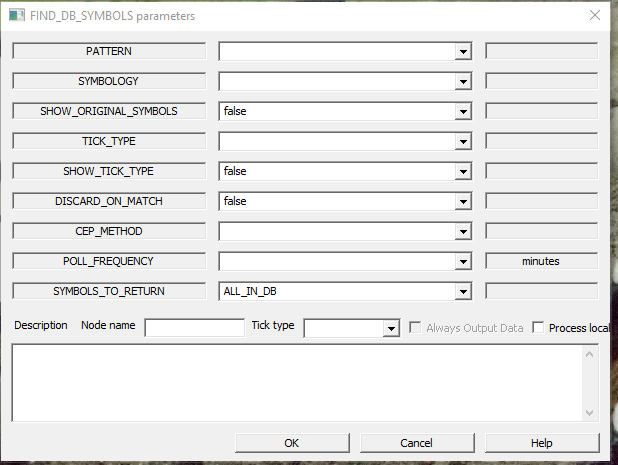 FIND_DB_SYMBOLS parameters
PATTERN
SYMBOLOGY
SHOW_ORIGINAL_SYMBOLS false
TICK_TYPE
SHOW_TICK_TYPE false
DISCARD_ON_MATCH false
CEP_METHOD
POLL_FREQUENCY minutes
SYMBOLS_TO_RETURN ALL_IN_DB
Description Node name Tick type Always Output Data Process local
OK Cancel Help